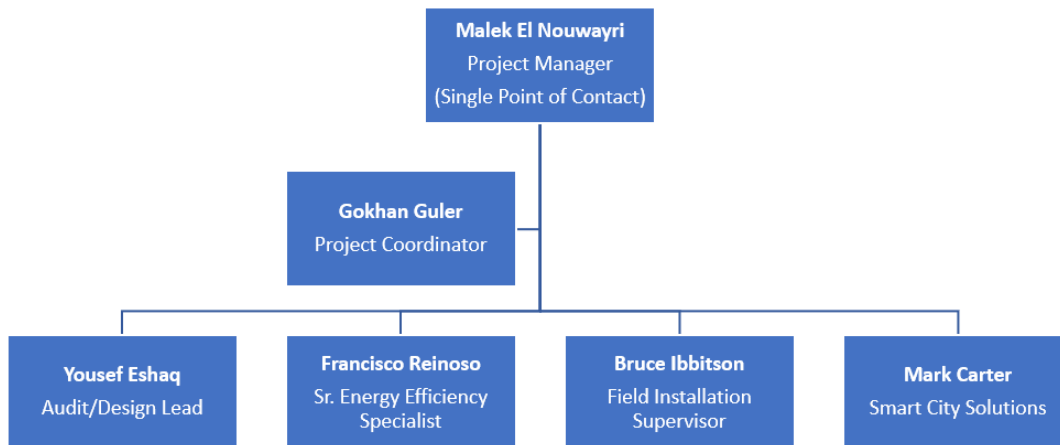 Malek El Nouwayri
Project Manager
(Single Point of Contact)
Gokhan Guler
Project Coordinator
Yousef Eshaq
Audit/Design Lead
Francisco Reinoso
Sr. Energy Efficiency
Specialist
Bruce Ibbitson
Field Installation
Supervisor
Mark Carter
Smart City Solutions